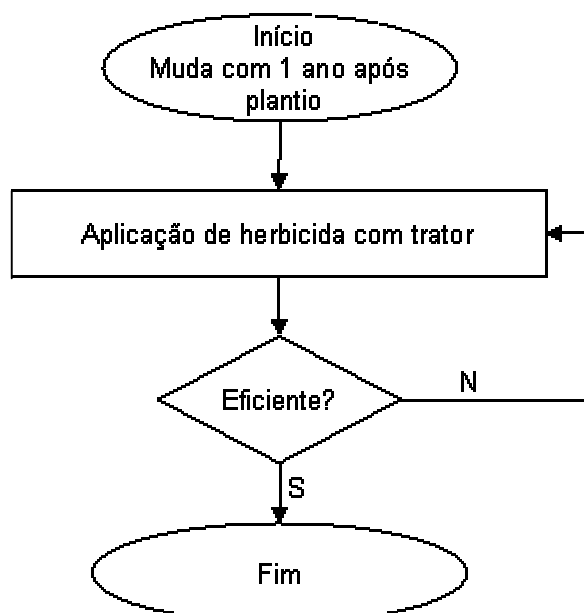 Início
Muda com 1 ano após
plantio
Aplicação de herbicida com trator
Eficiente?
N
S
Fim